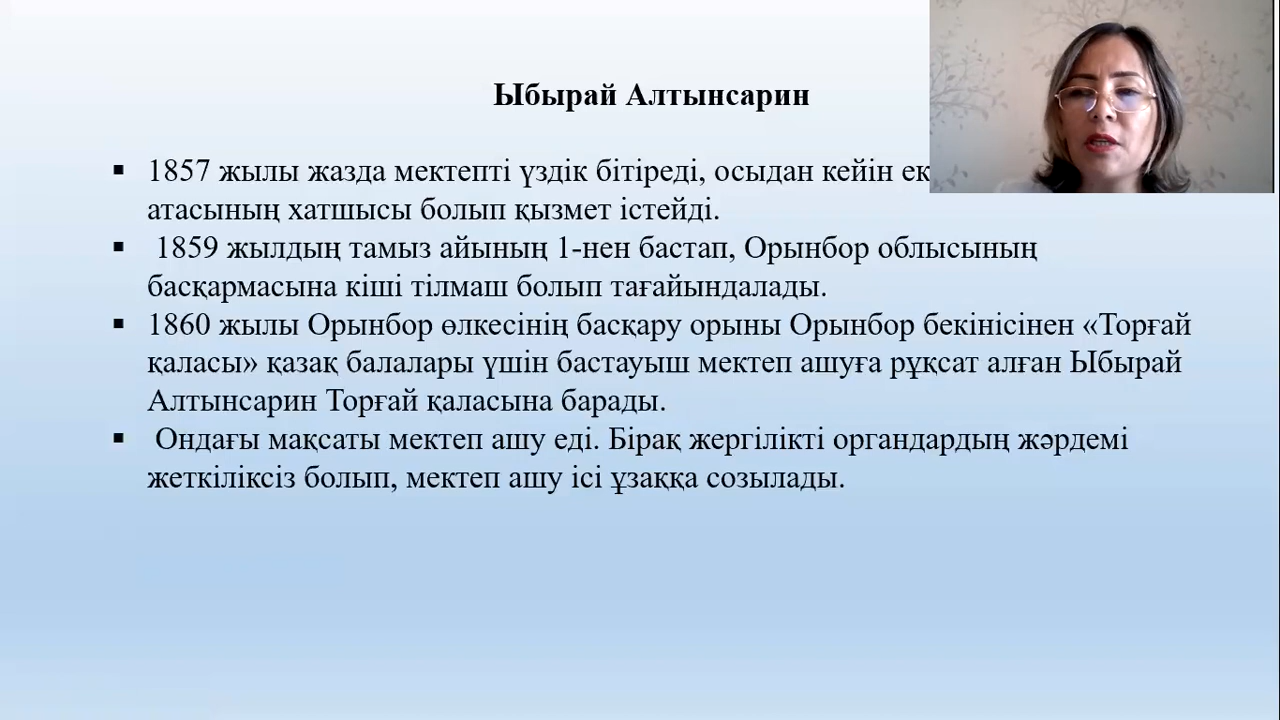 Ыбырай Алтынсарин
▪ 1857 жылы жазда мектепті үздік бітіреді, осыдан кейін
атасының хатшысы болып қызмет істейді.
▪ 1859 жылдың тамыз айының 1-нен бастап, Орынбор облысының
басқармасына кіші тілмаш болып тағайындалады.
▪ 1860 жылы Орынбор өлкесінің басқару орыны Орынбор бекінісінен «Торғай
қаласы» қазақ балалары үшін бастауыш мектеп ашуға рұқсат алған Ыбырай
Алтынсарин Торғай қаласына барады.
▪ Ондағы мақсаты мектеп ашу еді. Бірақ жергілікті органдардың жәрдемі
жеткіліксіз болып, мектеп ашу ісі ұзаққа созылады.